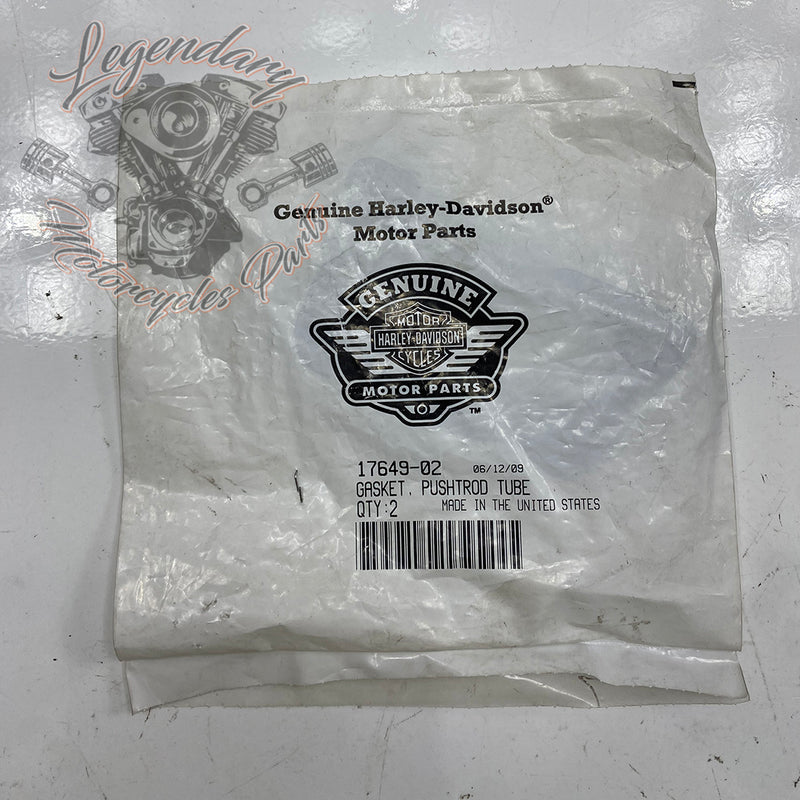 Legendary
Motorcycles Parts
Genuine Harley-Davidson®
Motor Parts
GENUINE
MOTOR
HARLEY-DAVIDSON
CYCLES
MOTOR PARTS
TM
17649-02 06/12/09
GASKET, PUSHTROD TUBE
QTY:2 MADE IN THE UNITED STATES